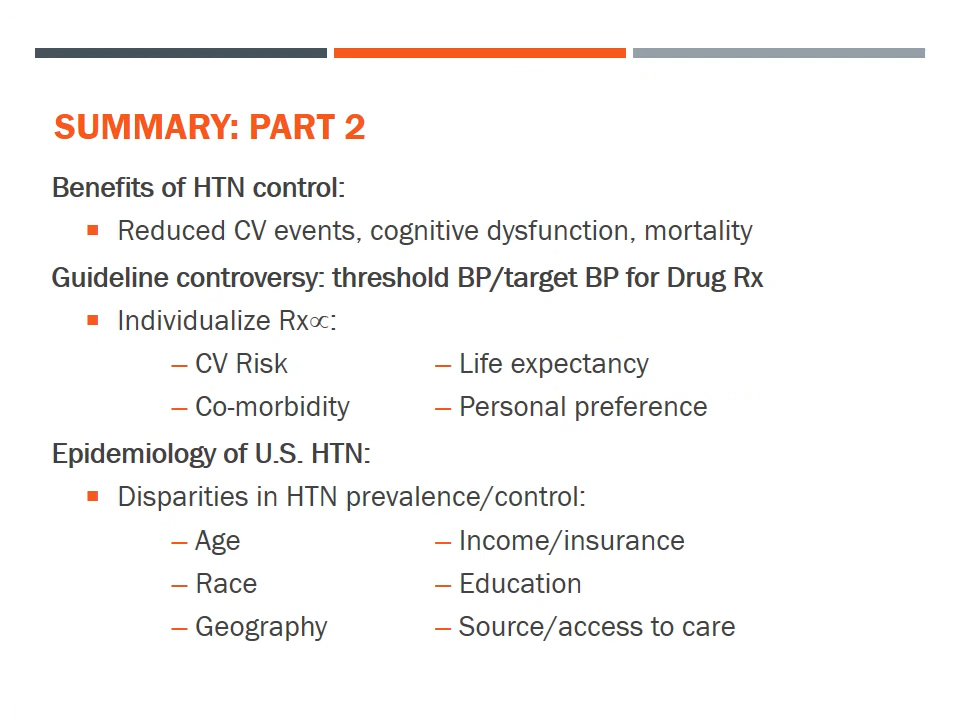 SUMMARY: PART 2
Benefits of HTN control:
■ Reduced CV events, cognitive dysfunction, mortality
Guideline controversy: threshold BP/target BP for Drug Rx
■ Individualize Rx∝:
– CV Risk – Life expectancy
– Co-morbidity – Personal preference
Epidemiology of U.S. HTN:
■ Disparities in HTN prevalence/control:
– Age – Income/insurance
– Race – Education
– Geography – Source/access to care